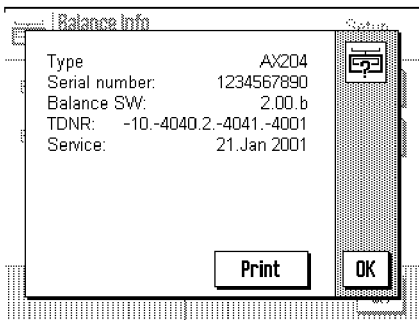 Balance Info
Type AX204
Serial number: 1234567890
Balance SW: 2.00.b
TDNR: -10.-4040.2.-4041.-4001
Service: 21.Jan 2001
Print
OK